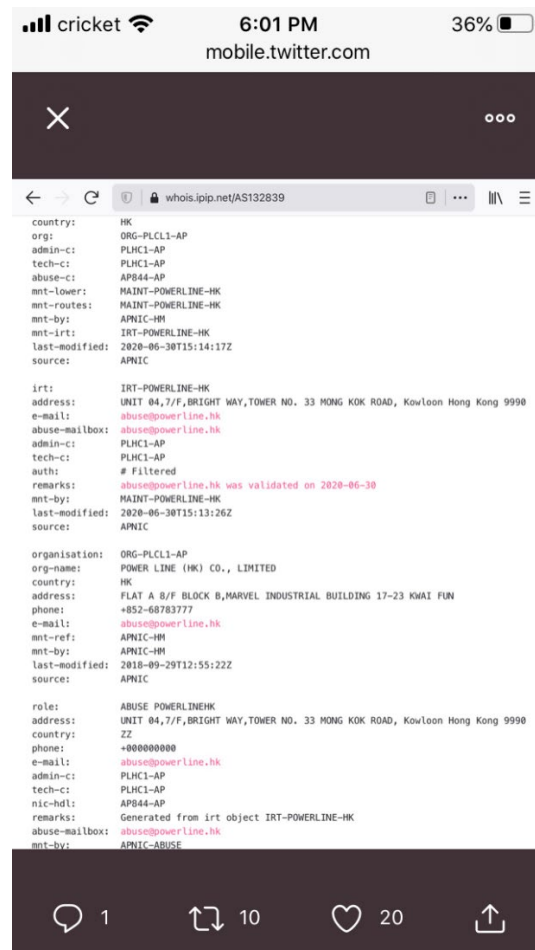 cricket 6:01 PM 36%
mobile.twitter.com
whois.ipip.net/AS132839
country: HK
org: ORG-PLCL1-AP
admin-c: PLHC1-AP
tech-c: PLHC1-AP
abuse-c: AP844-AP
mnt-lower: MAINT-POWERLINE-HK
mnt-routes: MAINT-POWERLINE-HK
mnt-by: APNIC-HM
mnt-irt: IRT-POWERLINE-HK
last-modified: 2020-06-30T15:14:17Z
source: APNIC
irt: IRT-POWERLINE-HK
address: UNIT 04,7/F,BRIGHT WAY,TOWER NO. 33 MONG KOK ROAD, Kowloon Hong Kong 9990
e-mail: abuse@powerline.hk
abuse-mailbox: abuse@powerline.hk
admin-c: PLHC1-AP
tech-c: PLHC1-AP
auth: # Filtered
remarks: abuse@powerline.hk was validated on 2020-06-30
mnt-by: MAINT-POWERLINE-HK
last-modified: 2020-06-30T15:13:26Z
source: APNIC
organisation: ORG-PLCL1-AP
org-name: POWER LINE (HK) CO., LIMITED
country: HK
address: FLAT A 8/F BLOCK B,MARVEL INDUSTRIAL BUILDING 17-23 KWAI FUN
phone: +852-68783777
e-mail: abuse@powerline.hk
mnt-ref: APNIC-HM
mnt-by: APNIC-HM
last-modified: 2018-09-29T12:55:22Z
source: APNIC
role: ABUSE POWERLINEHK
address: UNIT 04,7/F,BRIGHT WAY,TOWER NO. 33 MONG KOK ROAD, Kowloon Hong Kong 9990
country: ZZ
phone: +000000000
e-mail: abuse@powerline.hk
admin-c: PLHC1-AP
tech-c: PLHC1-AP
nic-hdl: AP844-AP
remarks: Generated from irt object IRT-POWERLINE-HK
abuse-mailbox: abuse@powerline.hk
mnt-by: APNIC-ABUSE
1 10 20